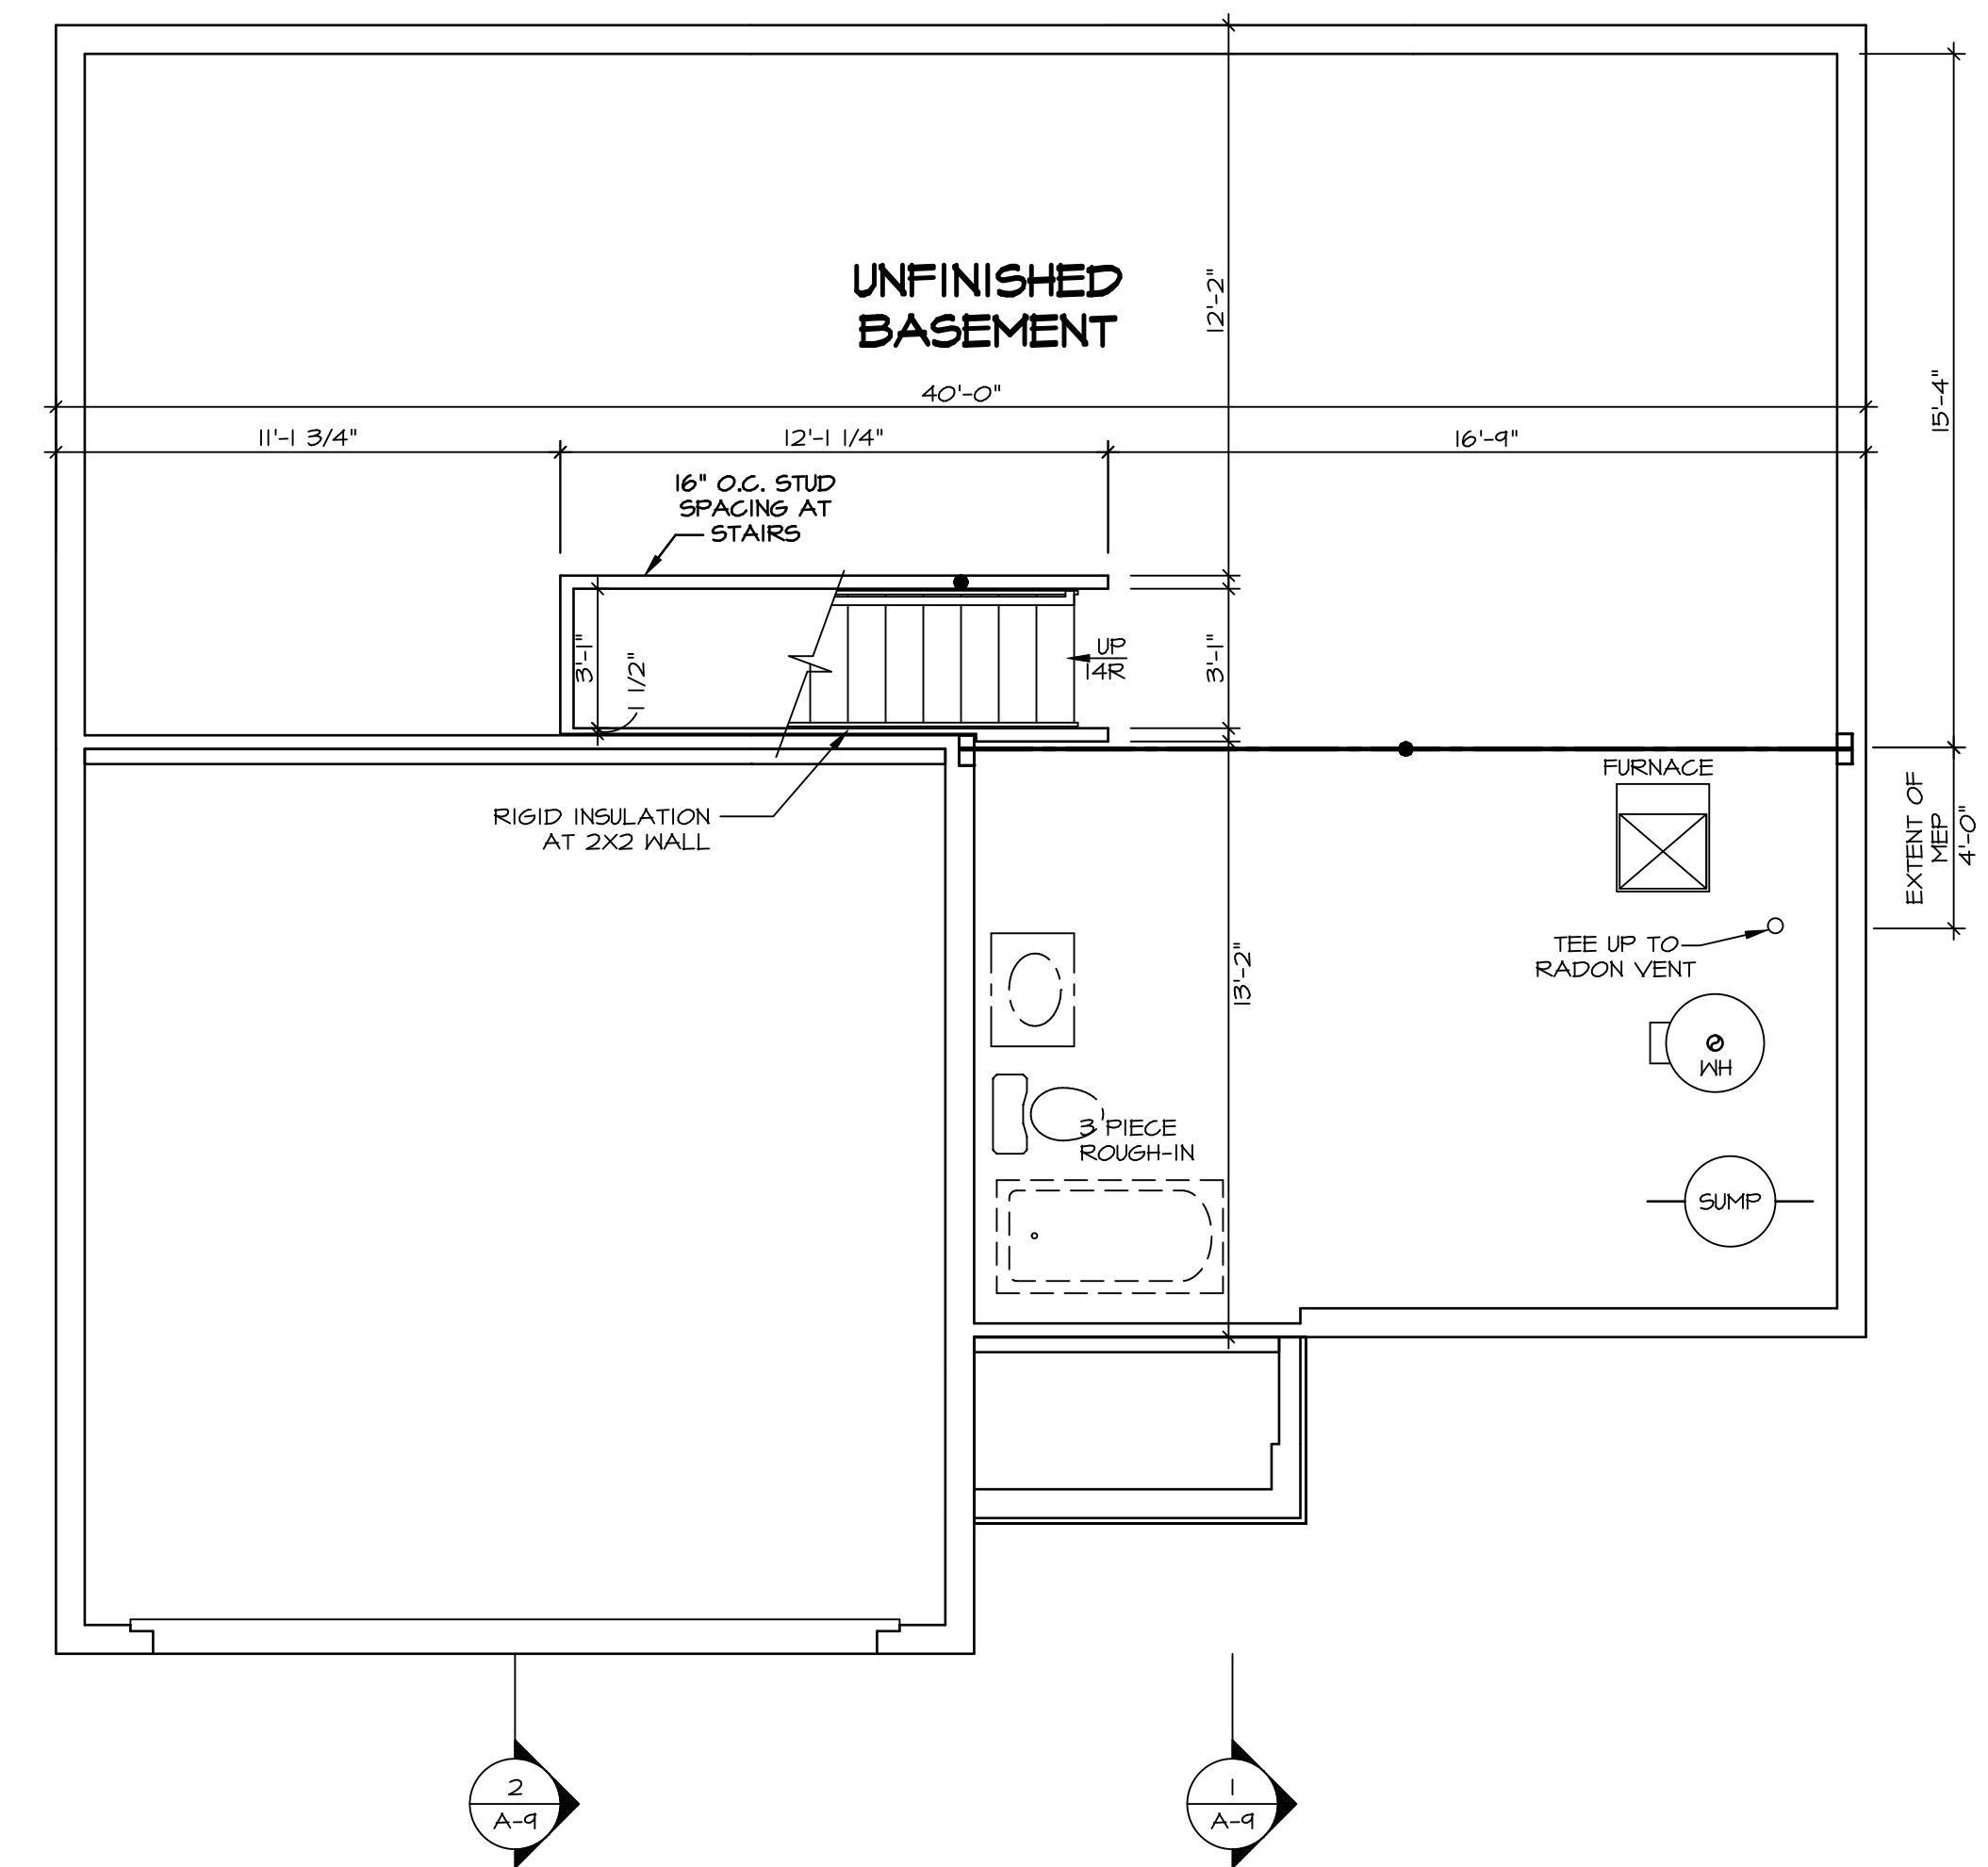 UNFINISHED
BASEMENT
12'-2"
40'-0"
15'-4"
11'-1 3/4"
12'-1 1/4"
16'-9"
16" O.C. STUD
SPACING AT
STAIRS
3'-1"
1 1/2"
UP
14R
3'-1"
RIGID INSULATION
AT 2X2 WALL
FURNACE
EXTENT OF
MEP
4'-0"
TEE UP TO
RADON VENT
13'-2"
WH
3 PIECE
ROUGH-IN
SUMP
2
A-9
1
A-9